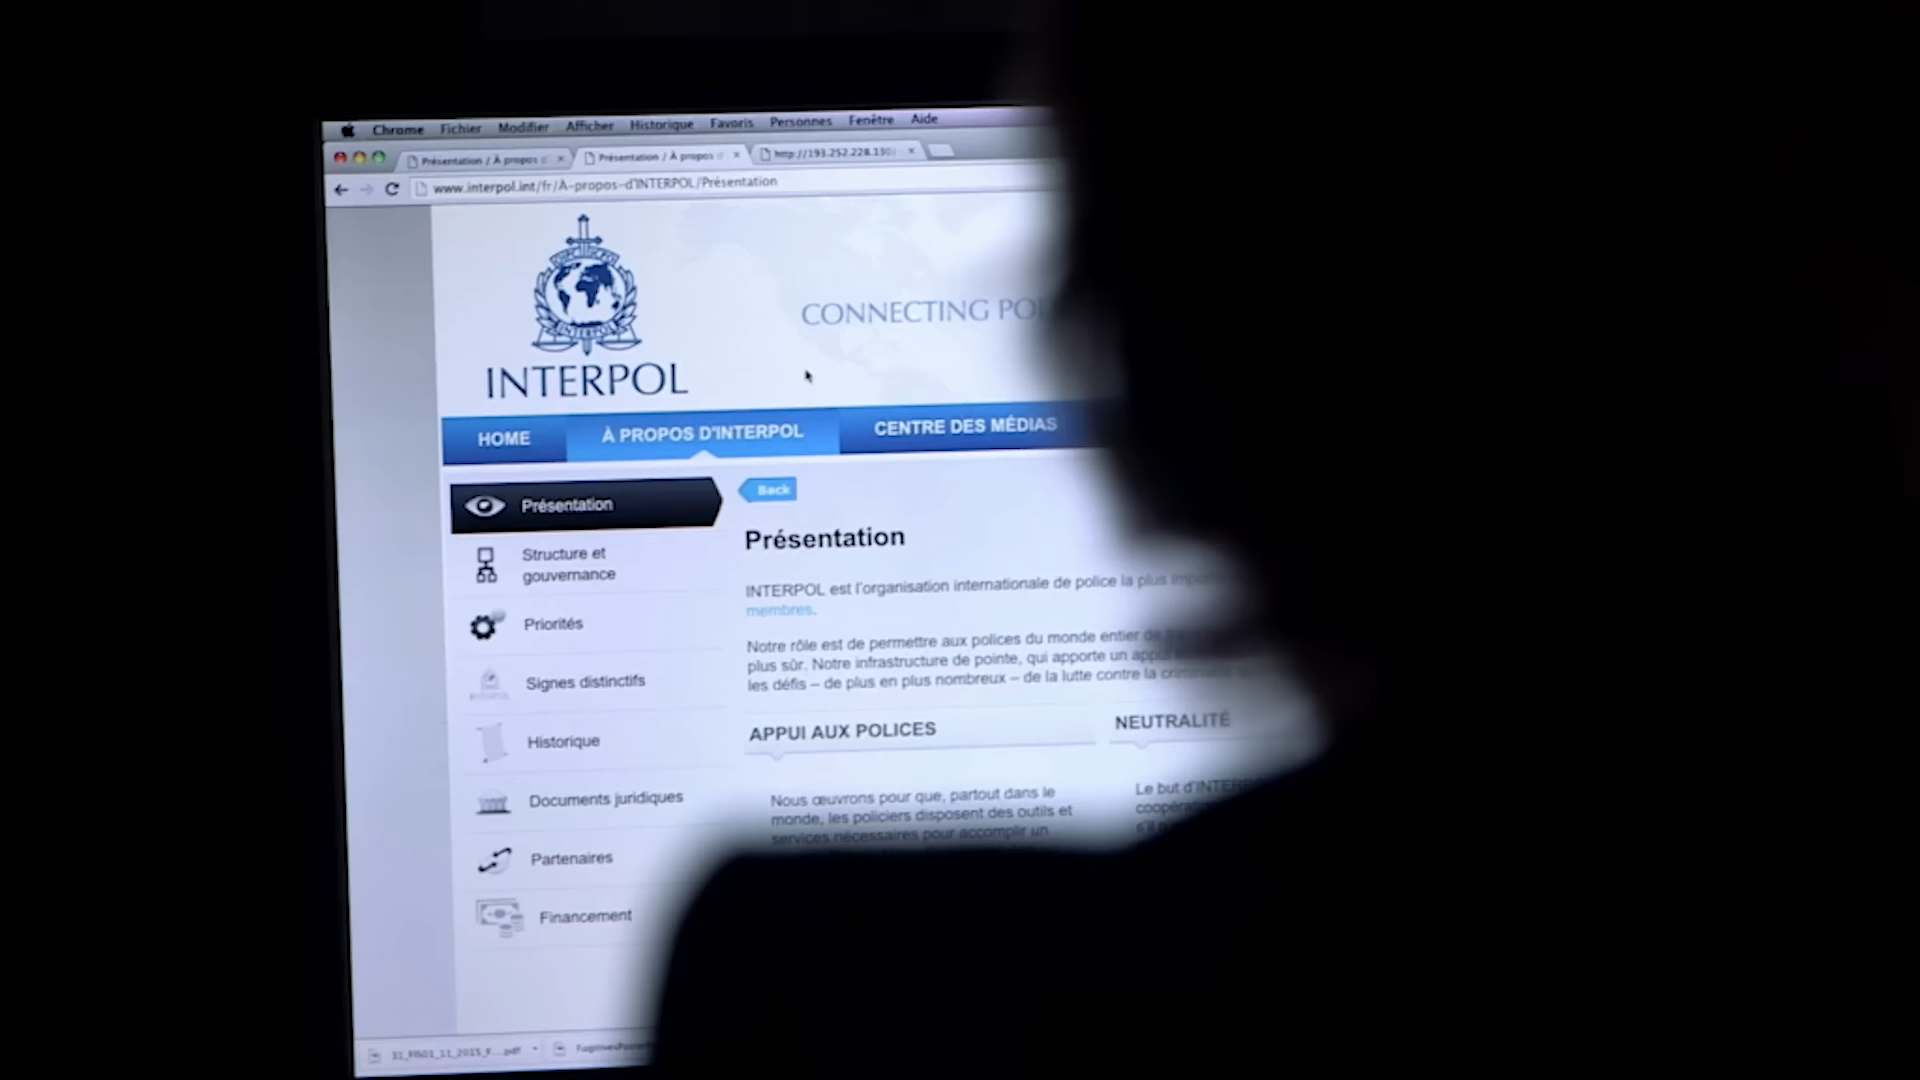 Chrome Fichier Modifier Afficher Historique Favoris Personnes Fenêtre Aide
Présentation / À propos d Présentation / À propos d http://193.252.228.130/
www.interpol.int/fr/À-propos-d'INTERPOL/Présentation
INTERPOL
INTERPOL
CONNECTING
HOME À PROPOS D'INTERPOL CENTRE DES MÉDIAS
Présentation
Structure et
gouvernance
Priorités
Signes distinctifs
Historique
Documents juridiques
Partenaires
Financement
Back
Présentation
INTERPOL est l'organisation internationale de police la plus
membres.
Notre rôle est de permettre aux polices du monde entier de
plus sûr. Notre infrastructure de pointe, qui apporte un appui
les défis – de plus en plus nombreux – de la lutte contre la
APPUI AUX POLICES
Nous œuvrons pour que, partout dans le
monde, les policiers disposent des outils et
services nécessaires pour accomplir un
NEUTRALITÉ
Le but d'INTERPOL